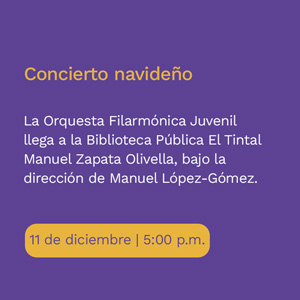 Concierto navideño
La Orquesta Filarmónica Juvenil
llega a la Biblioteca Pública El Tintal
Manuel Zapata Olivella, bajo la
dirección de Manuel López-Gómez.
11 de diciembre | 5:00 p.m.